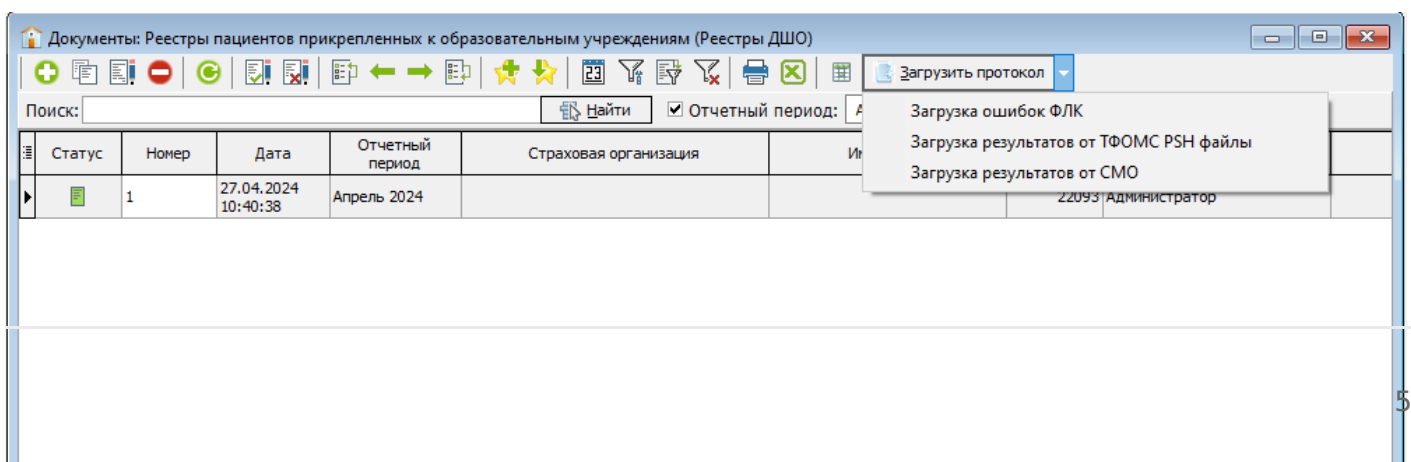 Документы: Реестры пациентов прикрепленных к образовательным учреждениям (Реестры ДШО)
23
Загрузить протокол
Поиск:
Найти
Отчетный период:
Загрузка ошибок ФЛК
Загрузка результатов от ТФОМС PSH файлы
Загрузка результатов от СМО
Статус
Номер
Дата
Отчетный
период
Страховая организация
1
27.04.2024
10:40:38
Апрель 2024
22093
Администратор
5